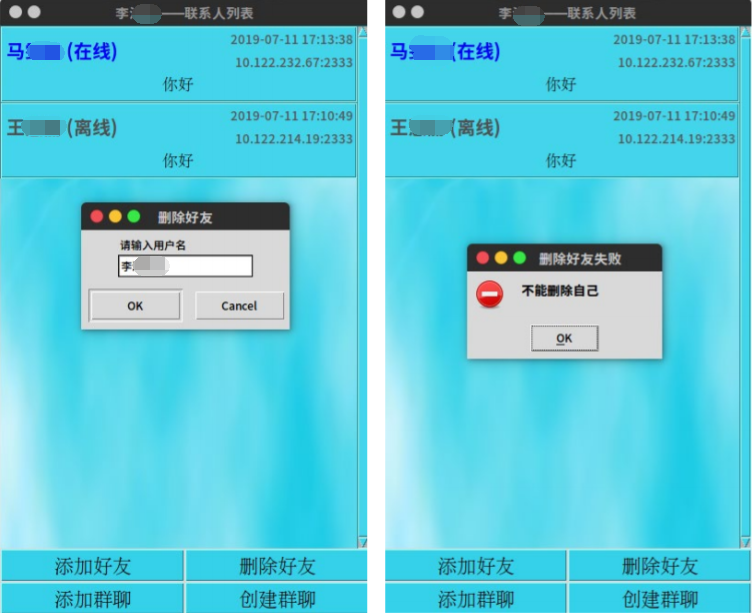 李 ——联系人列表
马 (在线)
2019-07-11 17:13:38
10.122.232.67:2333
你好
王 (离线)
2019-07-11 17:10:49
10.122.214.19:2333
你好
删除好友
请输入用户名
李
OK
Cancel
添加好友
删除好友
添加群聊
创建群聊
李 ——联系人列表
马 (在线)
2019-07-11 17:13:38
10.122.232.67:2333
你好
王 (离线)
2019-07-11 17:10:49
10.122.214.19:2333
你好
删除好友失败
不能删除自己
OK
添加好友
删除好友
添加群聊
创建群聊